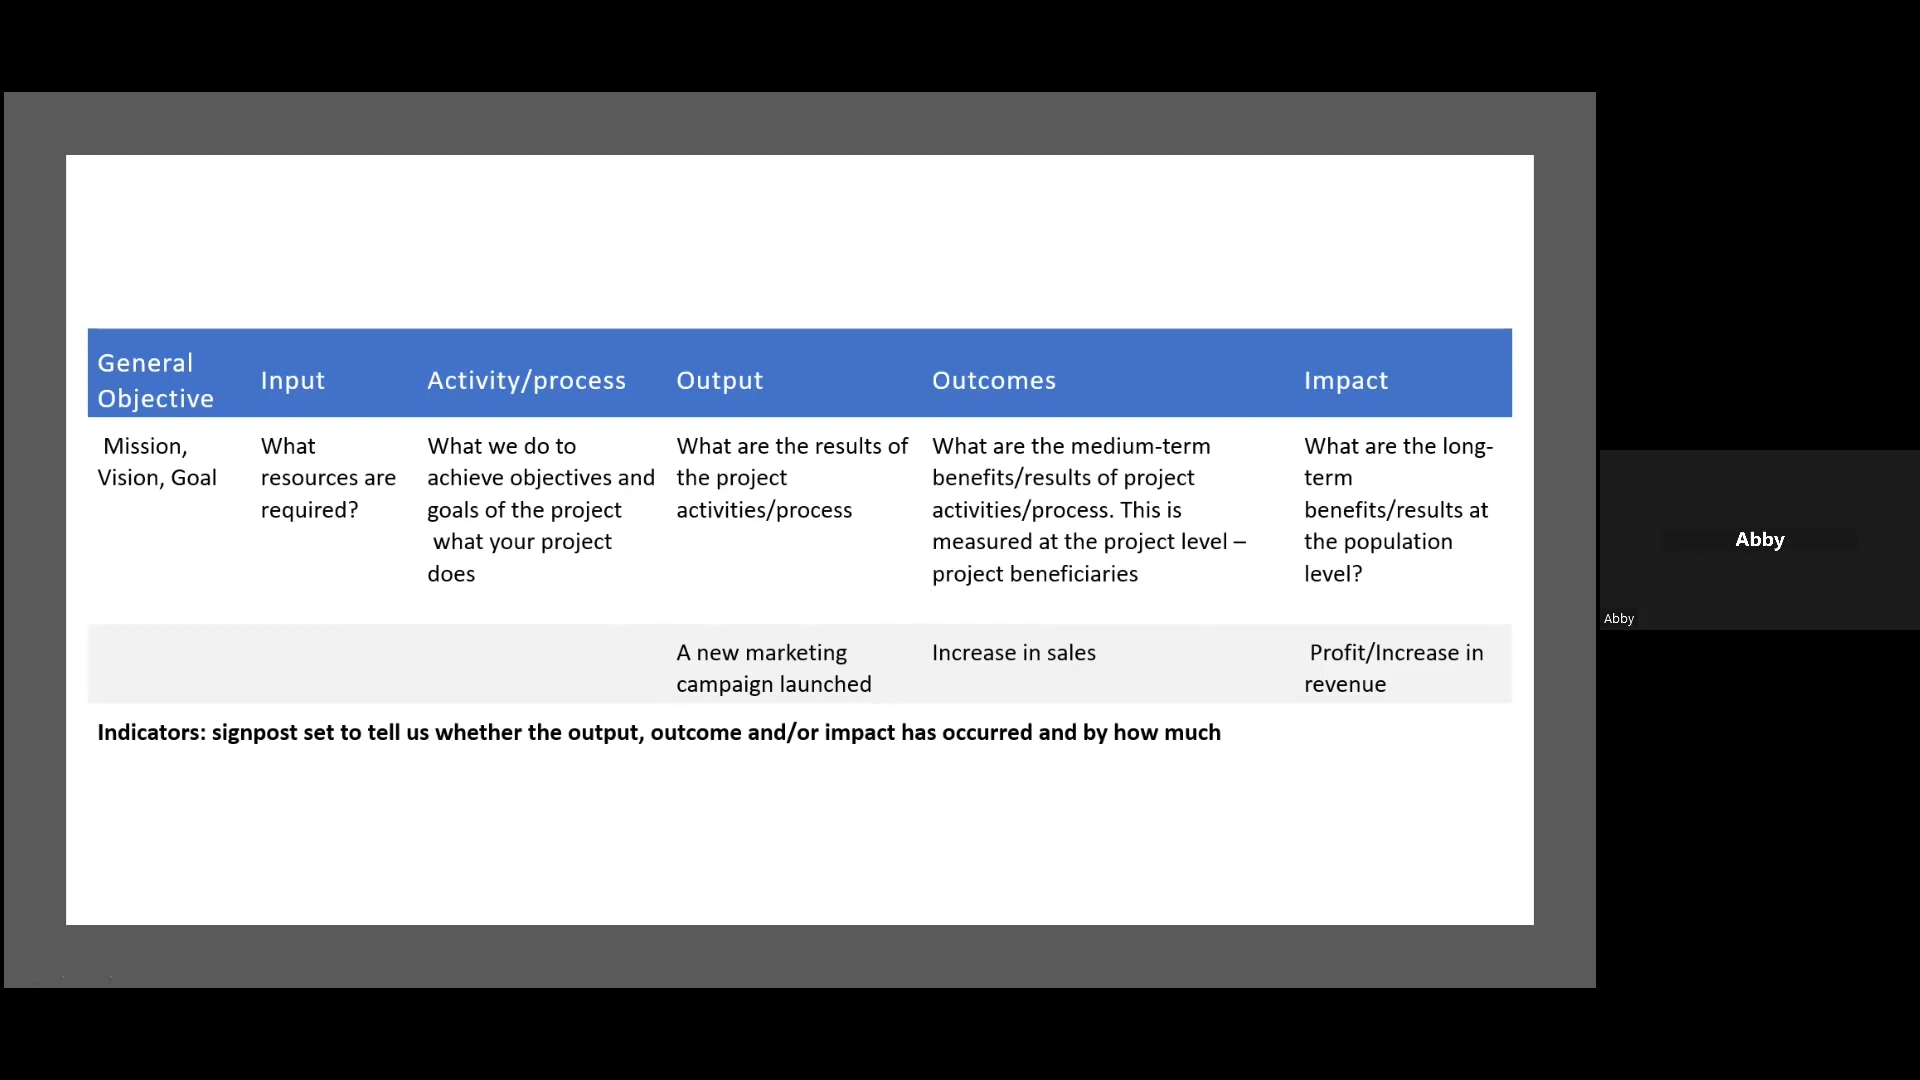 General
Objective
Input
Activity/process
Output
Outcomes
Impact
Mission,
Vision, Goal
What
resources are
required?
What we do to
achieve objectives and
goals of the project
what your project
does
What are the results of
the project
activities/process
What are the medium-term
benefits/results of project
activities/process. This is
measured at the project level –
project beneficiaries
What are the long-
term
benefits/results at
the population
level?
A new marketing
campaign launched
Increase in sales
Profit/Increase in
revenue
Indicators: signpost set to tell us whether the output, outcome and/or impact has occurred and by how much
Abby
Abby